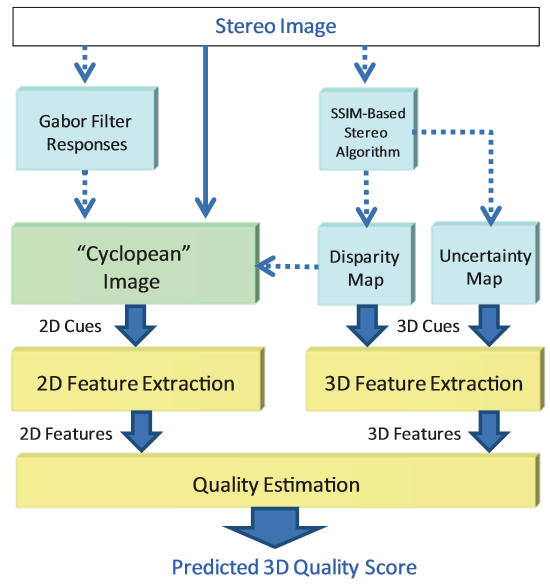 Stereo Image
Gabor Filter
Responses
SSIM-Based
Stereo
Algorithm
“Cyclopean”
Image
Disparity
Map
Uncertainty
Map
2D Cues
3D Cues
2D Feature Extraction
3D Feature Extraction
2D Features
3D Features
Quality Estimation
Predicted 3D Quality Score